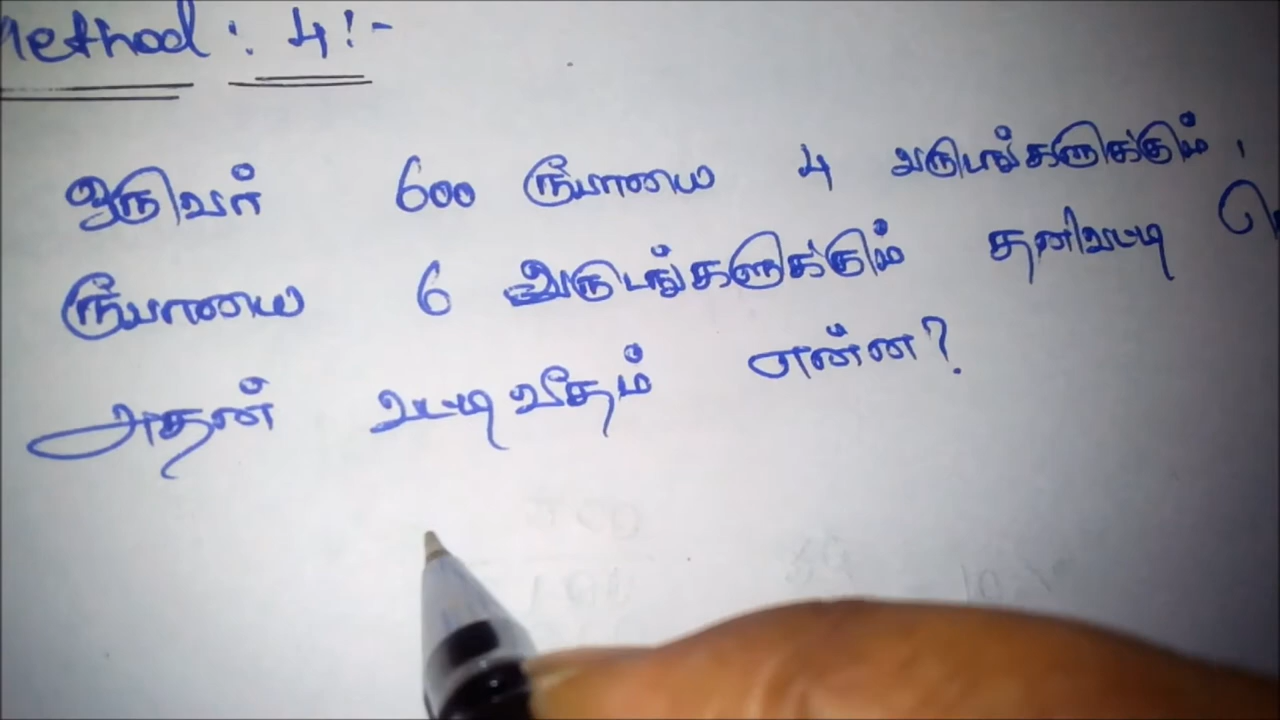 Method : 4 :-
ஒருவர் 600 ரூபாயை 4 வருடங்களுக்கும்,
ரூபாயை 6 வருடங்களுக்கும் தனிவட்டி
அதன் வட்டி வீதம் என்ன?